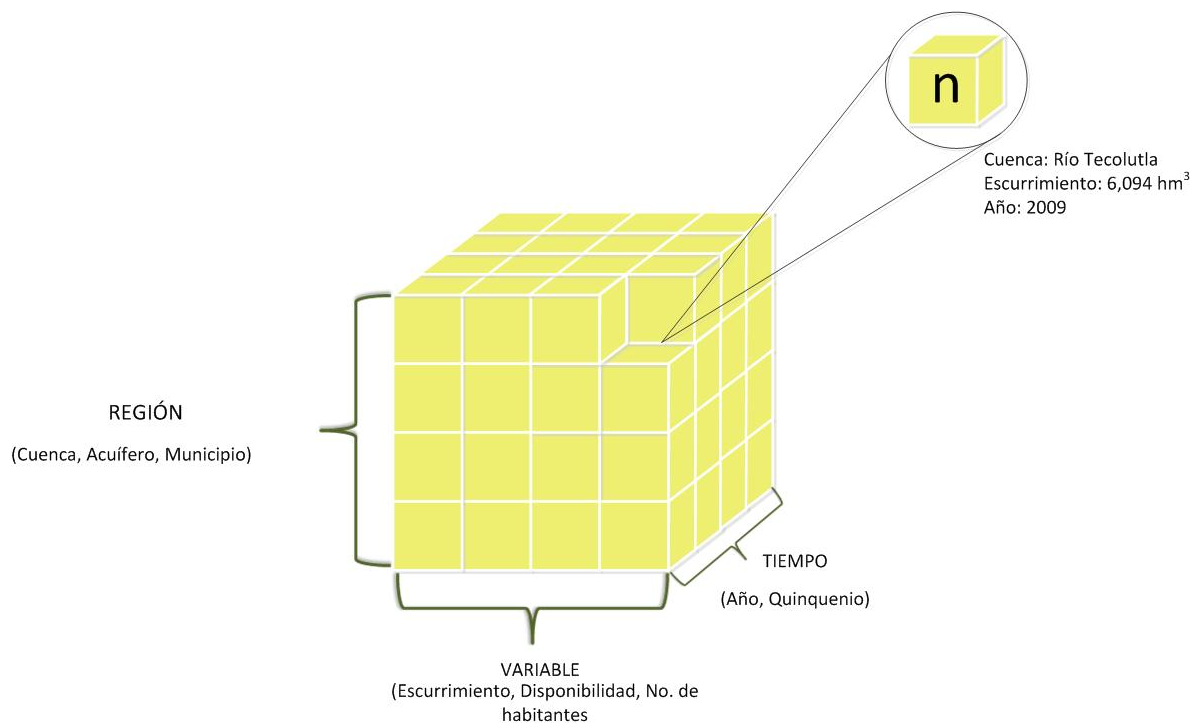 n
Cuenca: Río Tecolutla
Escurrimiento: 6,094 hm³
Año: 2009
REGIÓN
(Cuenca, Acuífero, Municipio)
TIEMPO
(Año, Quinquenio)
VARIABLE
(Escurrimiento, Disponibilidad, No. de
habitantes